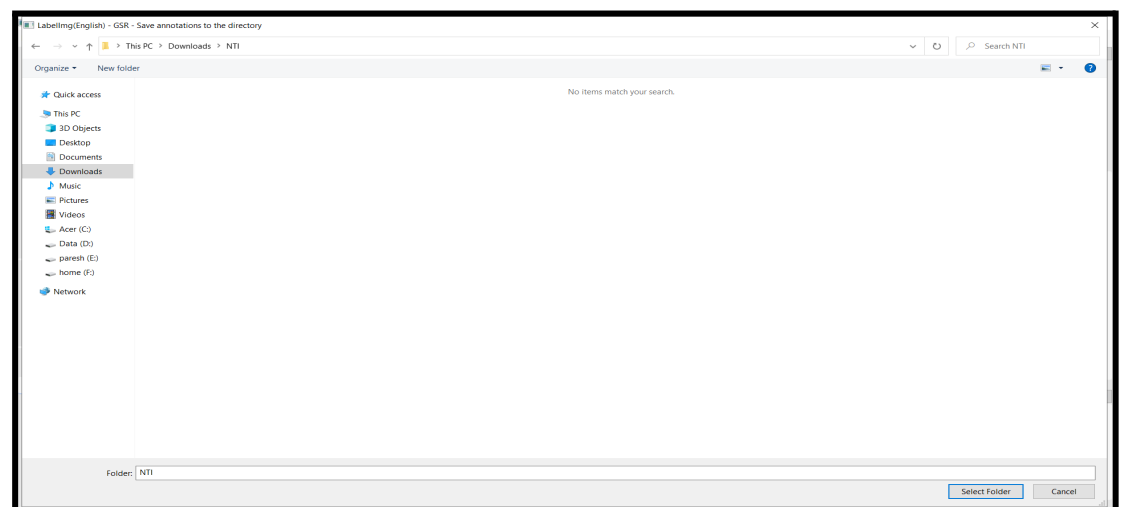 LabelImg(English) - GSR - Save annotations to the directory
This PC > Downloads > NTI
Search NTI
Organize
New folder
Quick access
No items match your search.
This PC
3D Objects
Desktop
Documents
Downloads
Music
Pictures
Videos
Acer (C:)
Data (D:)
paresh (E:)
home (F:)
Network
Folder: NTI
Select Folder
Cancel